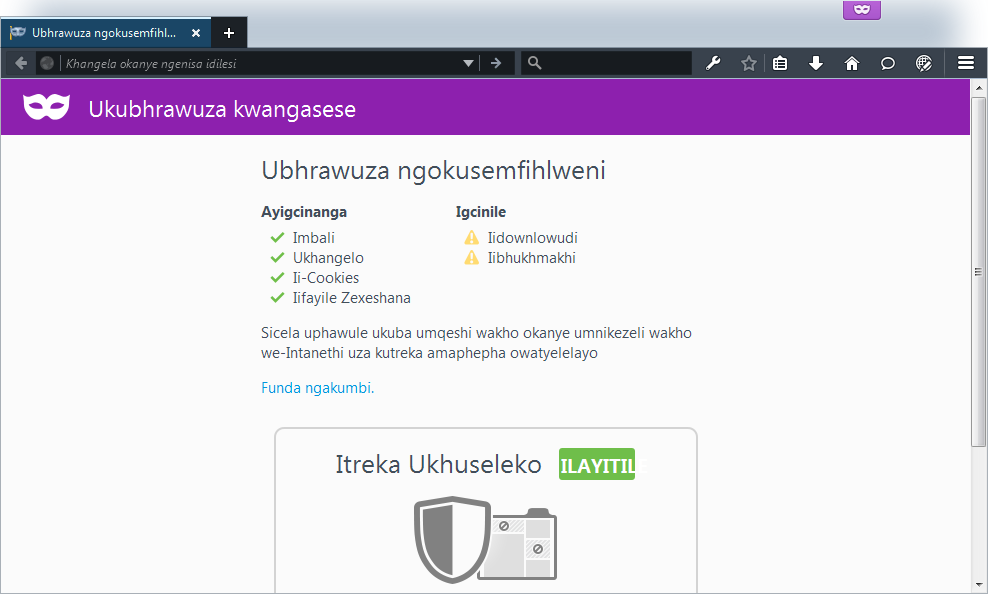 Ubhrawuza ngokusemfihl...
Khangela okanye ngenisa idilesi
Ukubhrawuza kwangasese
Ubhrawuza ngokusemfihlweni
Ayigcinanga
Igcinile
Imbali
Iidownlowudi
Ukhangelo
Iibhukhmakhi
Ii-Cookies
Iifayile Zexeshana
Sicela uphawule ukuba umqeshi wakho okanye umnikezeli wakho
we-Intanethi uza kutreka amaphepha owatyelelayo
Funda ngakumbi.
Itreka Ukhuseleko ILAYITILE